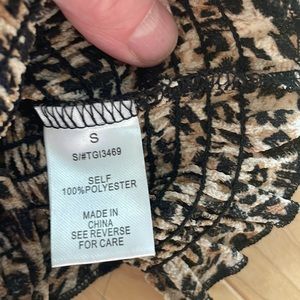 S
S/#TGI3469
SELF
100%POLYESTER
MADE IN
CHINA
SEE REVERSE
FOR CARE